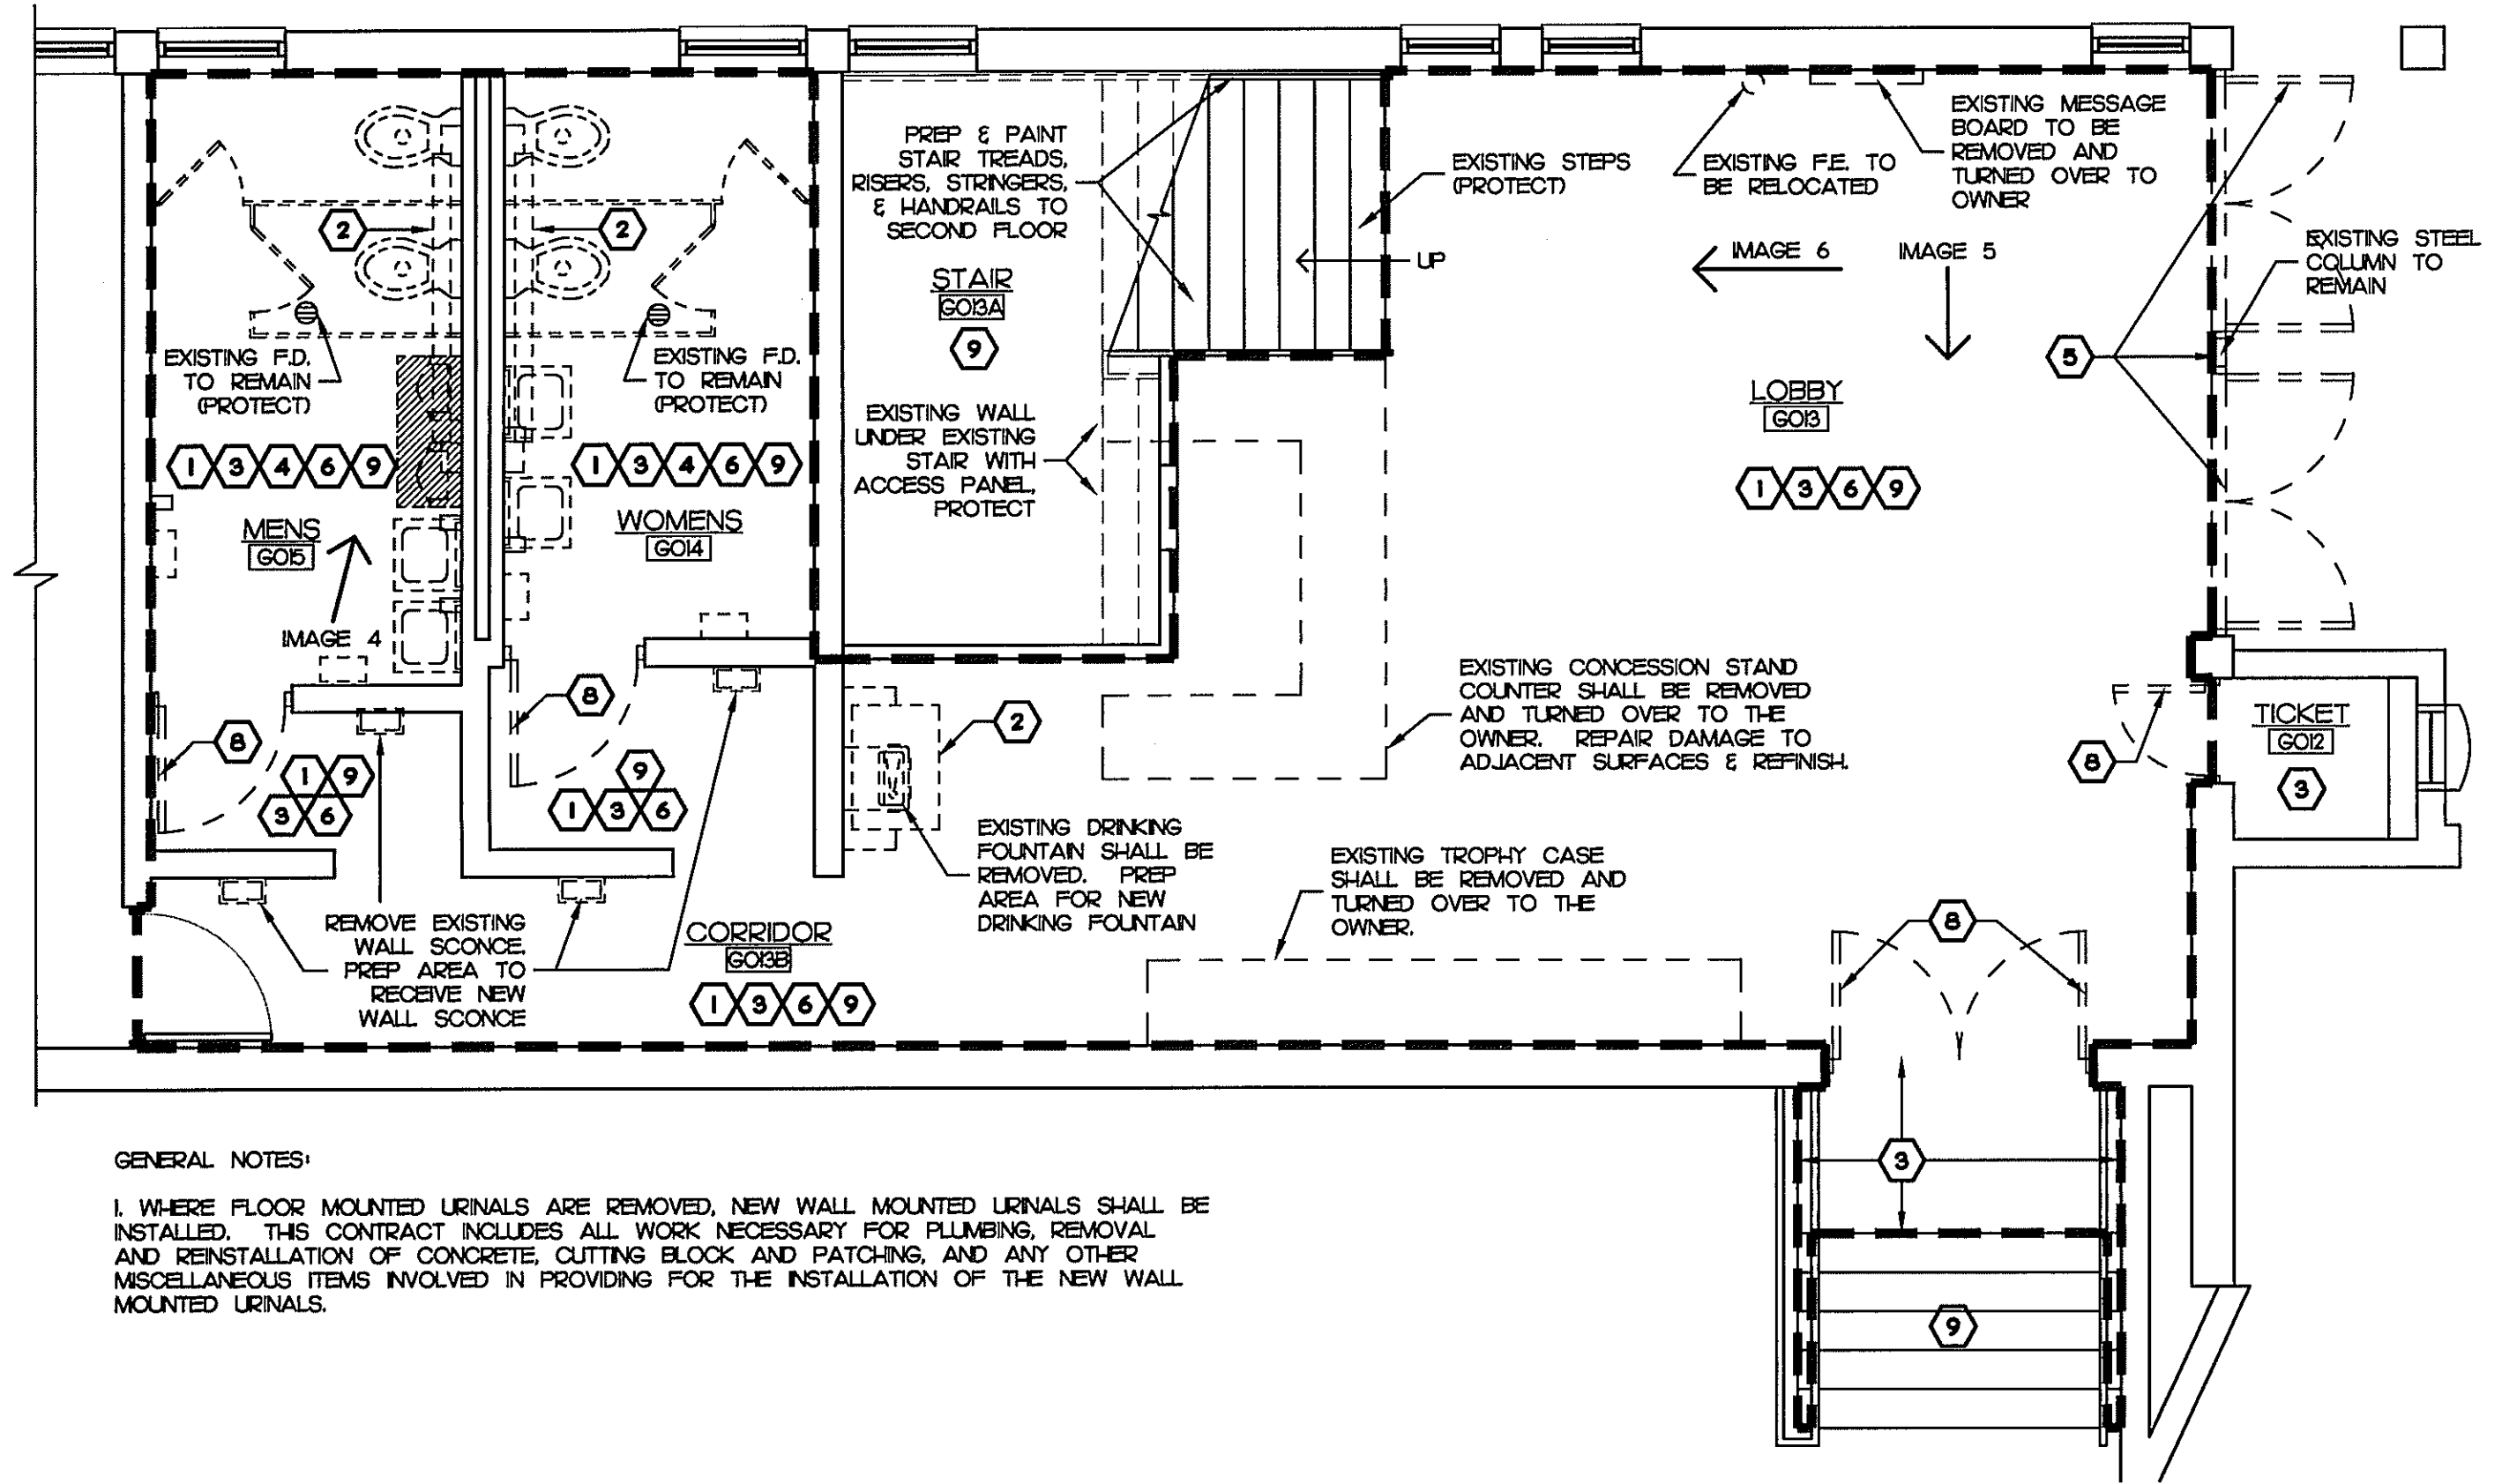 PREP & PAINT
STAIR TREADS,
RISERS, STRINGERS,
& HANDRAILS TO
SECOND FLOOR
EXISTING STEPS
(PROTECT)
EXISTING F.E. TO
BE RELOCATED
EXISTING MESSAGE
BOARD TO BE
REMOVED AND
TURNED OVER TO
OWNER
2
2
UP
IMAGE 6
IMAGE 5
EXISTING STEEL
COLUMN TO
REMAIN
STAIR
G013A
9
EXISTING F.D.
TO REMAIN
(PROTECT)
EXISTING F.D.
TO REMAIN
(PROTECT)
5
LOBBY
G013
1 3 6 9
EXISTING WALL
UNDER EXISTING
STAIR WITH
ACCESS PANEL,
PROTECT
1 3 4 6 9
1 3 4 6 9
MENS
G015
WOMENS
G014
IMAGE 4
8
8
1 9
3 6
9
1 3 6
2
EXISTING CONCESSION STAND
COUNTER SHALL BE REMOVED
AND TURNED OVER TO THE
OWNER. REPAIR DAMAGE TO
ADJACENT SURFACES & REFINISH.
8
TICKET
G012
3
EXISTING DRINKING
FOUNTAIN SHALL BE
REMOVED. PREP
AREA FOR NEW
DRINKING FOUNTAIN
EXISTING TROPHY CASE
SHALL BE REMOVED AND
TURNED OVER TO THE
OWNER.
REMOVE EXISTING
WALL SCONCE.
PREP AREA TO
RECEIVE NEW
WALL SCONCE
CORRIDOR
G013B
1 3 6 9
8
3
9
GENERAL NOTES:
1. WHERE FLOOR MOUNTED URINALS ARE REMOVED, NEW WALL MOUNTED URINALS SHALL BE
INSTALLED. THIS CONTRACT INCLUDES ALL WORK NECESSARY FOR PLUMBING, REMOVAL
AND REINSTALLATION OF CONCRETE, CUTTING BLOCK AND PATCHING, AND ANY OTHER
MISCELLANEOUS ITEMS INVOLVED IN PROVIDING FOR THE INSTALLATION OF THE NEW WALL
MOUNTED URINALS.